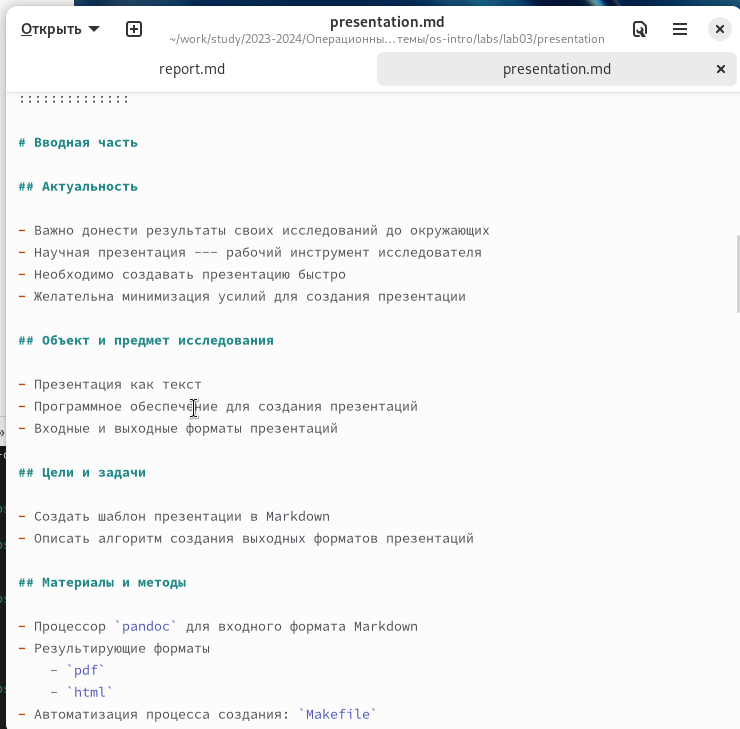 Открыть
presentation.md
~/work/study/2023-2024/Операционны…темы/os-intro/labs/lab03/presentation
report.md
presentation.md
::::::::::::::
# Вводная часть
## Актуальность
- Важно донести результаты своих исследований до окружающих
- Научная презентация --- рабочий инструмент исследователя
- Необходимо создавать презентацию быстро
- Желательна минимизация усилий для создания презентации
## Объект и предмет исследования
- Презентация как текст
- Программное обеспечение для создания презентаций
- Входные и выходные форматы презентаций
## Цели и задачи
- Создать шаблон презентации в Markdown
- Описать алгоритм создания выходных форматов презентаций
## Материалы и методы
- Процессор `pandoc` для входного формата Markdown
- Результирующие форматы
    - `pdf`
    - `html`
- Автоматизация процесса создания: `Makefile`